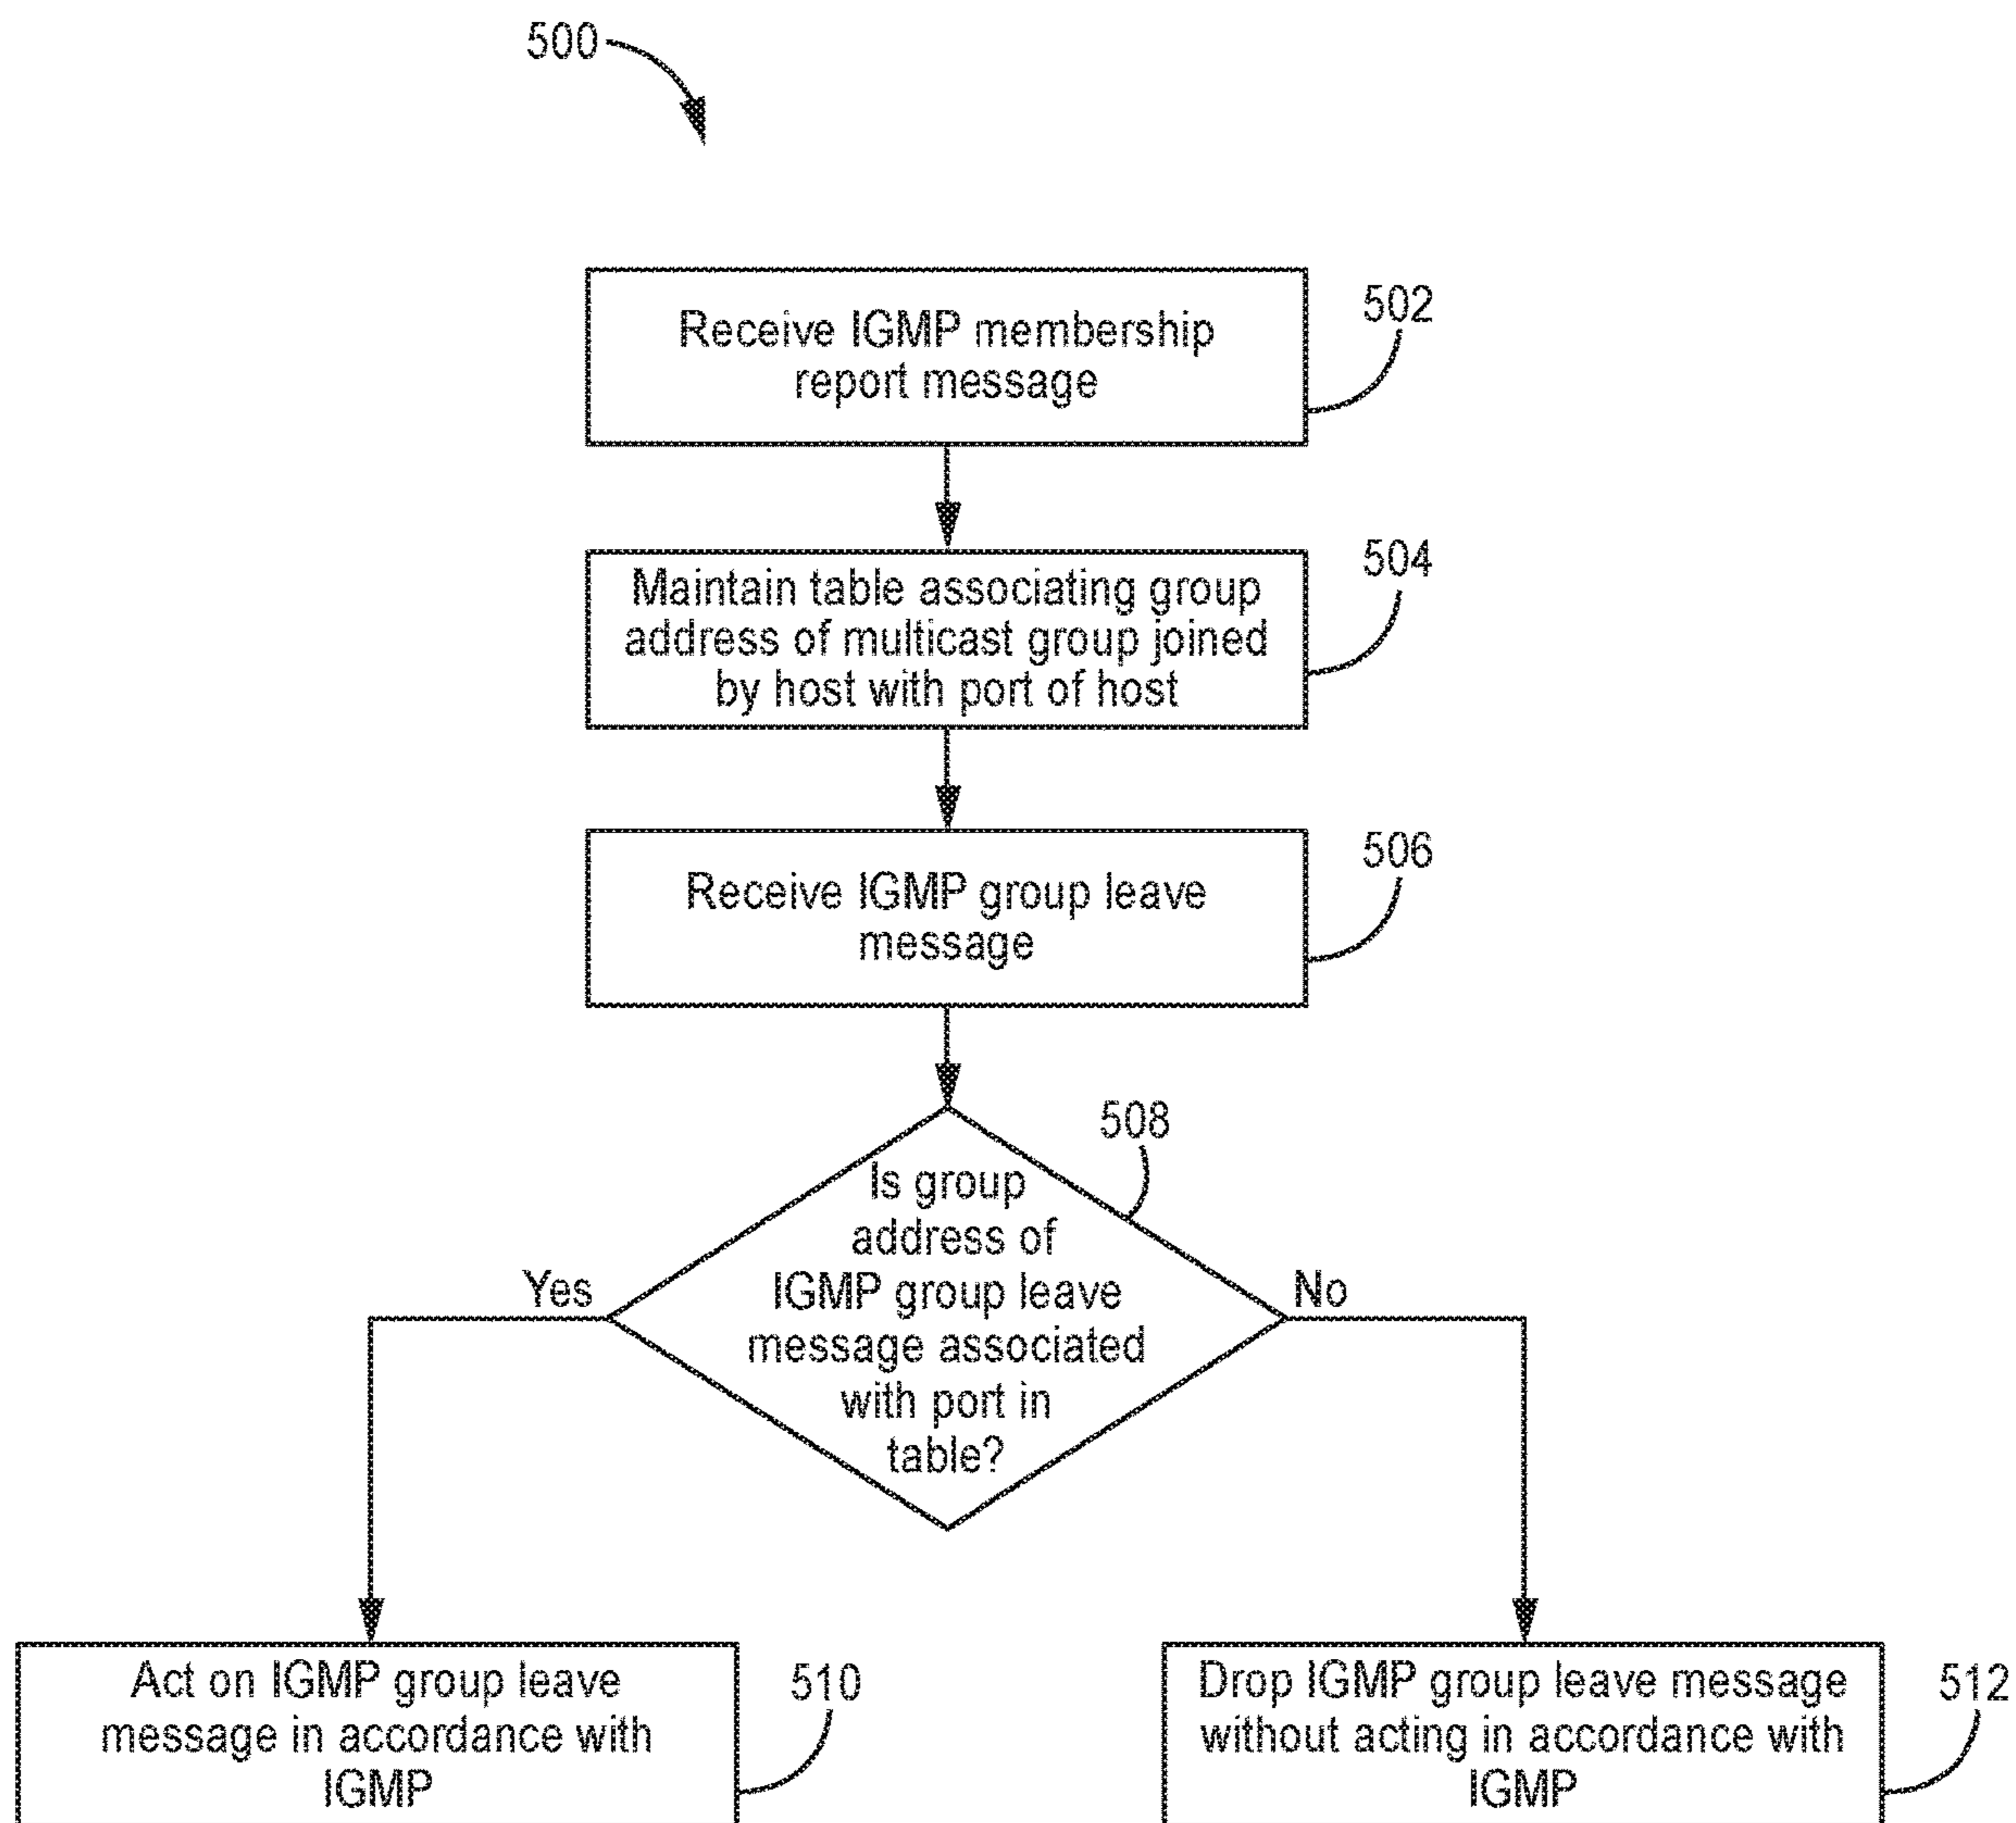 500
Receive IGMP membership
report message
502
Maintain table associating group
address of multicast group joined
by host with port of host
504
Receive IGMP group leave
message
506
508
Is group
address of
IGMP group leave
message associated
with port in
table?
Yes
No
Act on IGMP group leave
message in accordance with
IGMP
510
Drop IGMP group leave message
without acting in accordance with
IGMP
512